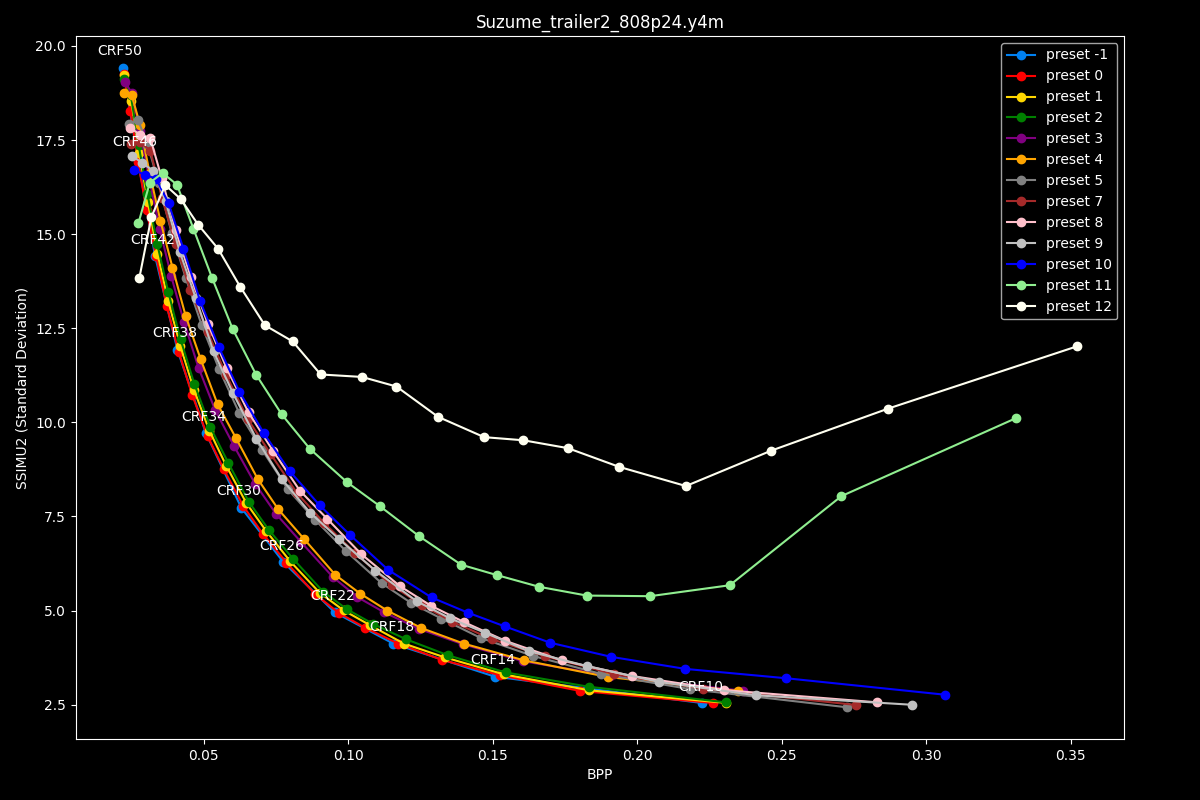 Suzume_trailer2_808p24.y4m
SSIMU2 (Standard Deviation)
20.0
17.5
15.0
12.5
10.0
7.5
5.0
2.5
CRF50
CRF46
CRF42
CRF38
CRF34
CRF30
CRF26
CRF22
CRF18
CRF14
CRF10
preset -1
preset 0
preset 1
preset 2
preset 3
preset 4
preset 5
preset 7
preset 8
preset 9
preset 10
preset 11
preset 12
0.05
0.10
0.15
0.20
0.25
0.30
0.35
BPP